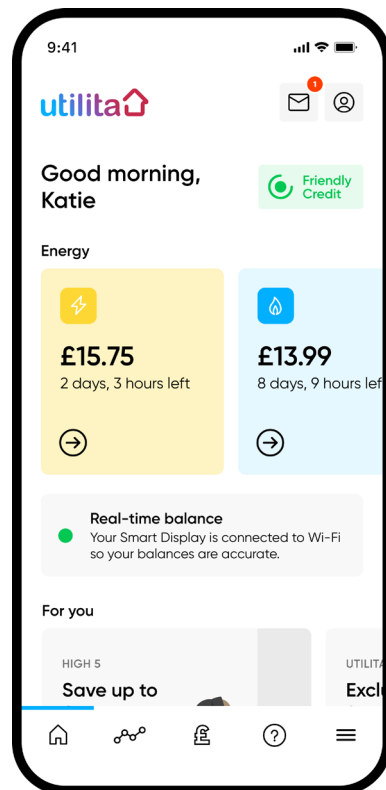 9:41
utilita
1
Good morning,
Katie
Friendly
Credit
Energy
£15.75
2 days, 3 hours left
£13.99
8 days, 9 hours lef
Real-time balance
Your Smart Display is connected to Wi-Fi
so your balances are accurate.
For you
HIGH 5
Save up to
UTILITA
Excl